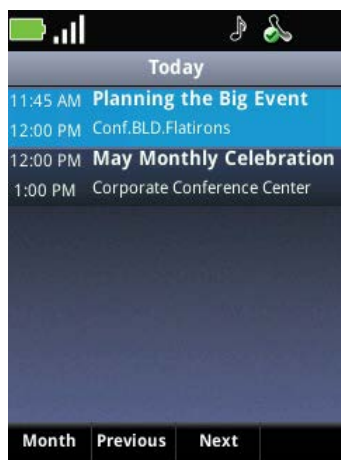 Today
11:45 AM Planning the Big Event
12:00 PM Conf.BLD.Flatirons
12:00 PM May Monthly Celebration
1:00 PM Corporate Conference Center
Month Previous Next